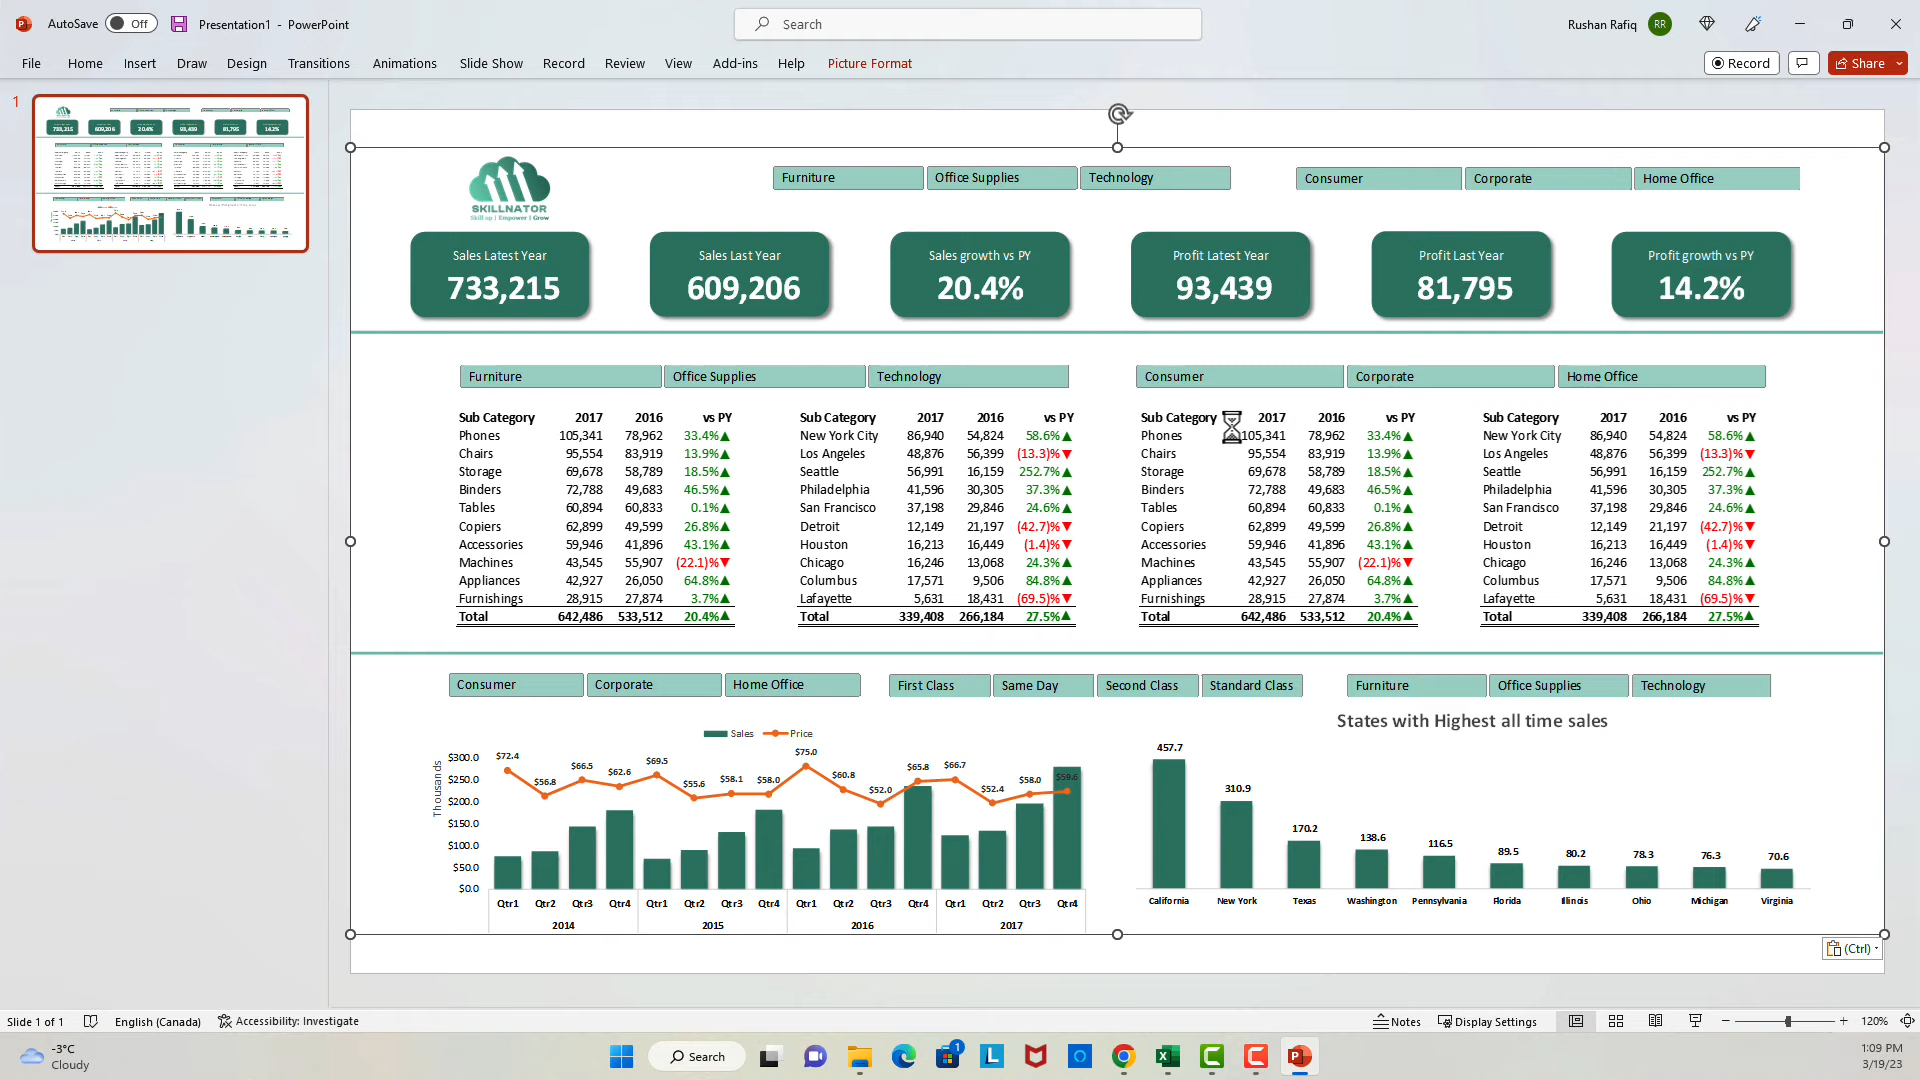 AutoSave Off Presentation1 - PowerPoint
Search
Rushan Rafiq RR
File Home Insert Draw Design Transitions Animations Slide Show Record Review View Add-ins Help Picture Format
Record Share
1
SKILLNATOR
Skill up | Empower | Grow
Furniture Office Supplies Technology
Consumer Corporate Home Office
Sales Latest Year
733,215
Sales Last Year
609,206
Sales growth vs PY
20.4%
Profit Latest Year
93,439
Profit Last Year
81,795
Profit growth vs PY
14.2%
Furniture Office Supplies Technology
Consumer Corporate Home Office
Sub Category 2017 2016 vs PY
Phones 105,341 78,962 33.4%▲
Chairs 95,554 83,919 13.9%▲
Storage 69,678 58,789 18.5%▲
Binders 72,788 49,683 46.5%▲
Tables 60,894 60,833 0.1%▲
Copiers 62,899 49,599 26.8%▲
Accessories 59,946 41,896 43.1%▲
Machines 43,545 55,907 (22.1)%▼
Appliances 42,927 26,050 64.8%▲
Furnishings 28,915 27,874 3.7%▲
Total 642,486 533,512 20.4%▲
Sub Category 2017 2016 vs PY
New York City 86,940 54,824 58.6%▲
Los Angeles 48,876 56,399 (13.3)%▼
Seattle 56,991 16,159 252.7%▲
Philadelphia 41,596 30,305 37.3%▲
San Francisco 37,198 29,846 24.6%▲
Detroit 12,149 21,197 (42.7)%▼
Houston 16,213 16,449 (1.4)%▼
Chicago 16,246 13,068 24.3%▲
Columbus 17,571 9,506 84.8%▲
Lafayette 5,631 18,431 (69.5)%▼
Total 339,408 266,184 27.5%▲
Sub Category 2017 2016 vs PY
Phones 105,341 78,962 33.4%▲
Chairs 95,554 83,919 13.9%▲
Storage 69,678 58,789 18.5%▲
Binders 72,788 49,683 46.5%▲
Tables 60,894 60,833 0.1%▲
Copiers 62,899 49,599 26.8%▲
Accessories 59,946 41,896 43.1%▲
Machines 43,545 55,907 (22.1)%▼
Appliances 42,927 26,050 64.8%▲
Furnishings 28,915 27,874 3.7%▲
Total 642,486 533,512 20.4%▲
Sub Category 2017 2016 vs PY
New York City 86,940 54,824 58.6%▲
Los Angeles 48,876 56,399 (13.3)%▼
Seattle 56,991 16,159 252.7%▲
Philadelphia 41,596 30,305 37.3%▲
San Francisco 37,198 29,846 24.6%▲
Detroit 12,149 21,197 (42.7)%▼
Houston 16,213 16,449 (1.4)%▼
Chicago 16,246 13,068 24.3%▲
Columbus 17,571 9,506 84.8%▲
Lafayette 5,631 18,431 (69.5)%▼
Total 339,408 266,184 27.5%▲
Consumer Corporate Home Office
First Class Same Day Second Class Standard Class
Furniture Office Supplies Technology
Sales Price
Thousands
$300.0
$250.0
$200.0
$150.0
$100.0
$50.0
$0.0
$72.4 $56.8 $66.5 $62.6 $69.5 $55.6 $58.1 $58.0 $75.0 $60.8 $52.0 $65.8 $66.7 $52.4 $58.0 $59.6
Qtr1 Qtr2 Qtr3 Qtr4 Qtr1 Qtr2 Qtr3 Qtr4 Qtr1 Qtr2 Qtr3 Qtr4 Qtr1 Qtr2 Qtr3 Qtr4
2014 2015 2016 2017
States with Highest all time sales
457.7 310.9 170.2 138.6 116.5 89.5 80.2 78.3 76.3 70.6
California New York Texas Washington Pennsylvania Florida Illinois Ohio Michigan Virginia
(Ctrl)
Slide 1 of 1 English (Canada) Accessibility: Investigate
Notes Display Settings 120%
-3°C
Cloudy
Search
1
1:09 PM
3/19/23